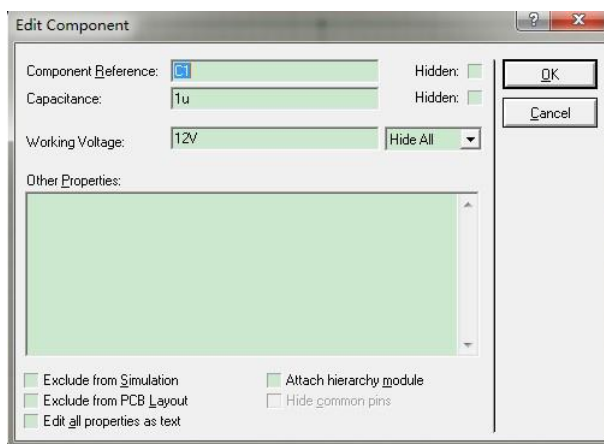 Edit Component
Component Reference: C1 Hidden:
OK
Capacitance: 1u Hidden:
Cancel
Working Voltage: 12V Hide All
Other Properties:
Exclude from Simulation Attach hierarchy module
Exclude from PCB Layout Hide common pins
Edit all properties as text